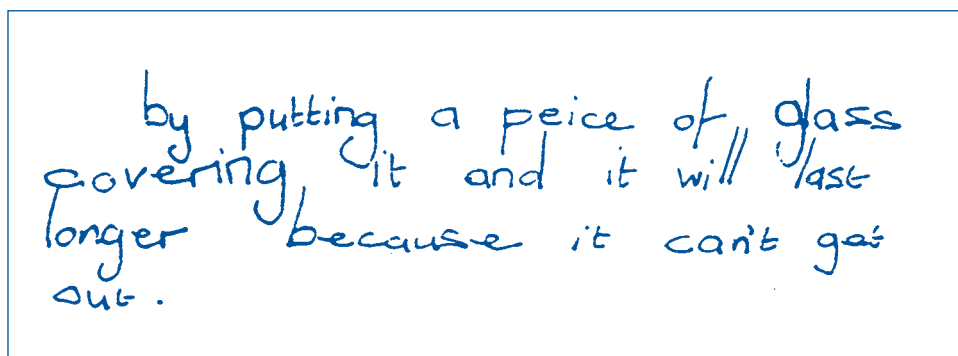 by putting a peice of glass
covering it and it will last
longer because it can't get
out.